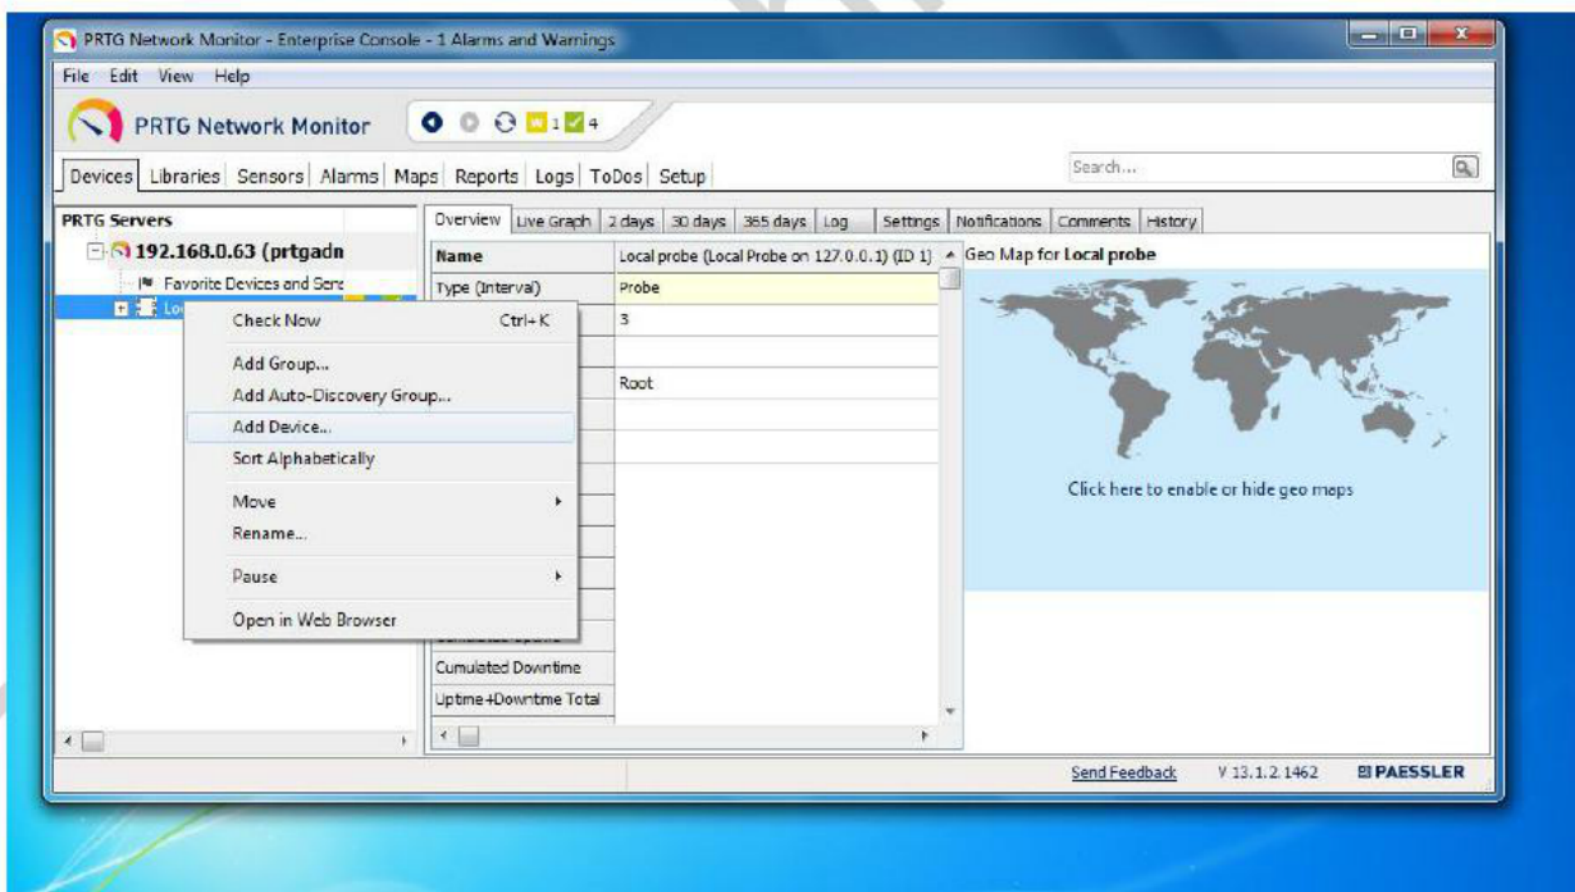 PRTG Network Monitor - Enterprise Console - 1 Alarms and Warnings
File Edit View Help
PRTG Network Monitor
W 1 4
Devices Libraries Sensors Alarms Maps Reports Logs ToDos Setup
Search...
PRTG Servers
192.168.0.63 (prtgadn
Favorite Devices and Sens
Lo
Check Now Ctrl+K
Add Group...
Add Auto-Discovery Group...
Add Device...
Sort Alphabetically
Move
Rename...
Pause
Open in Web Browser
Overview Live Graph 2 days 30 days 365 days Log Settings Notifications Comments History
Name Local probe (Local Probe on 127.0.0.1) (ID 1)
Type (Interval) Probe
3
Root
Cumulated Downtime
Uptime+Downtime Total
Geo Map for Local probe
Click here to enable or hide geo maps
Send Feedback V 13.1.2.1462 PAESSLER